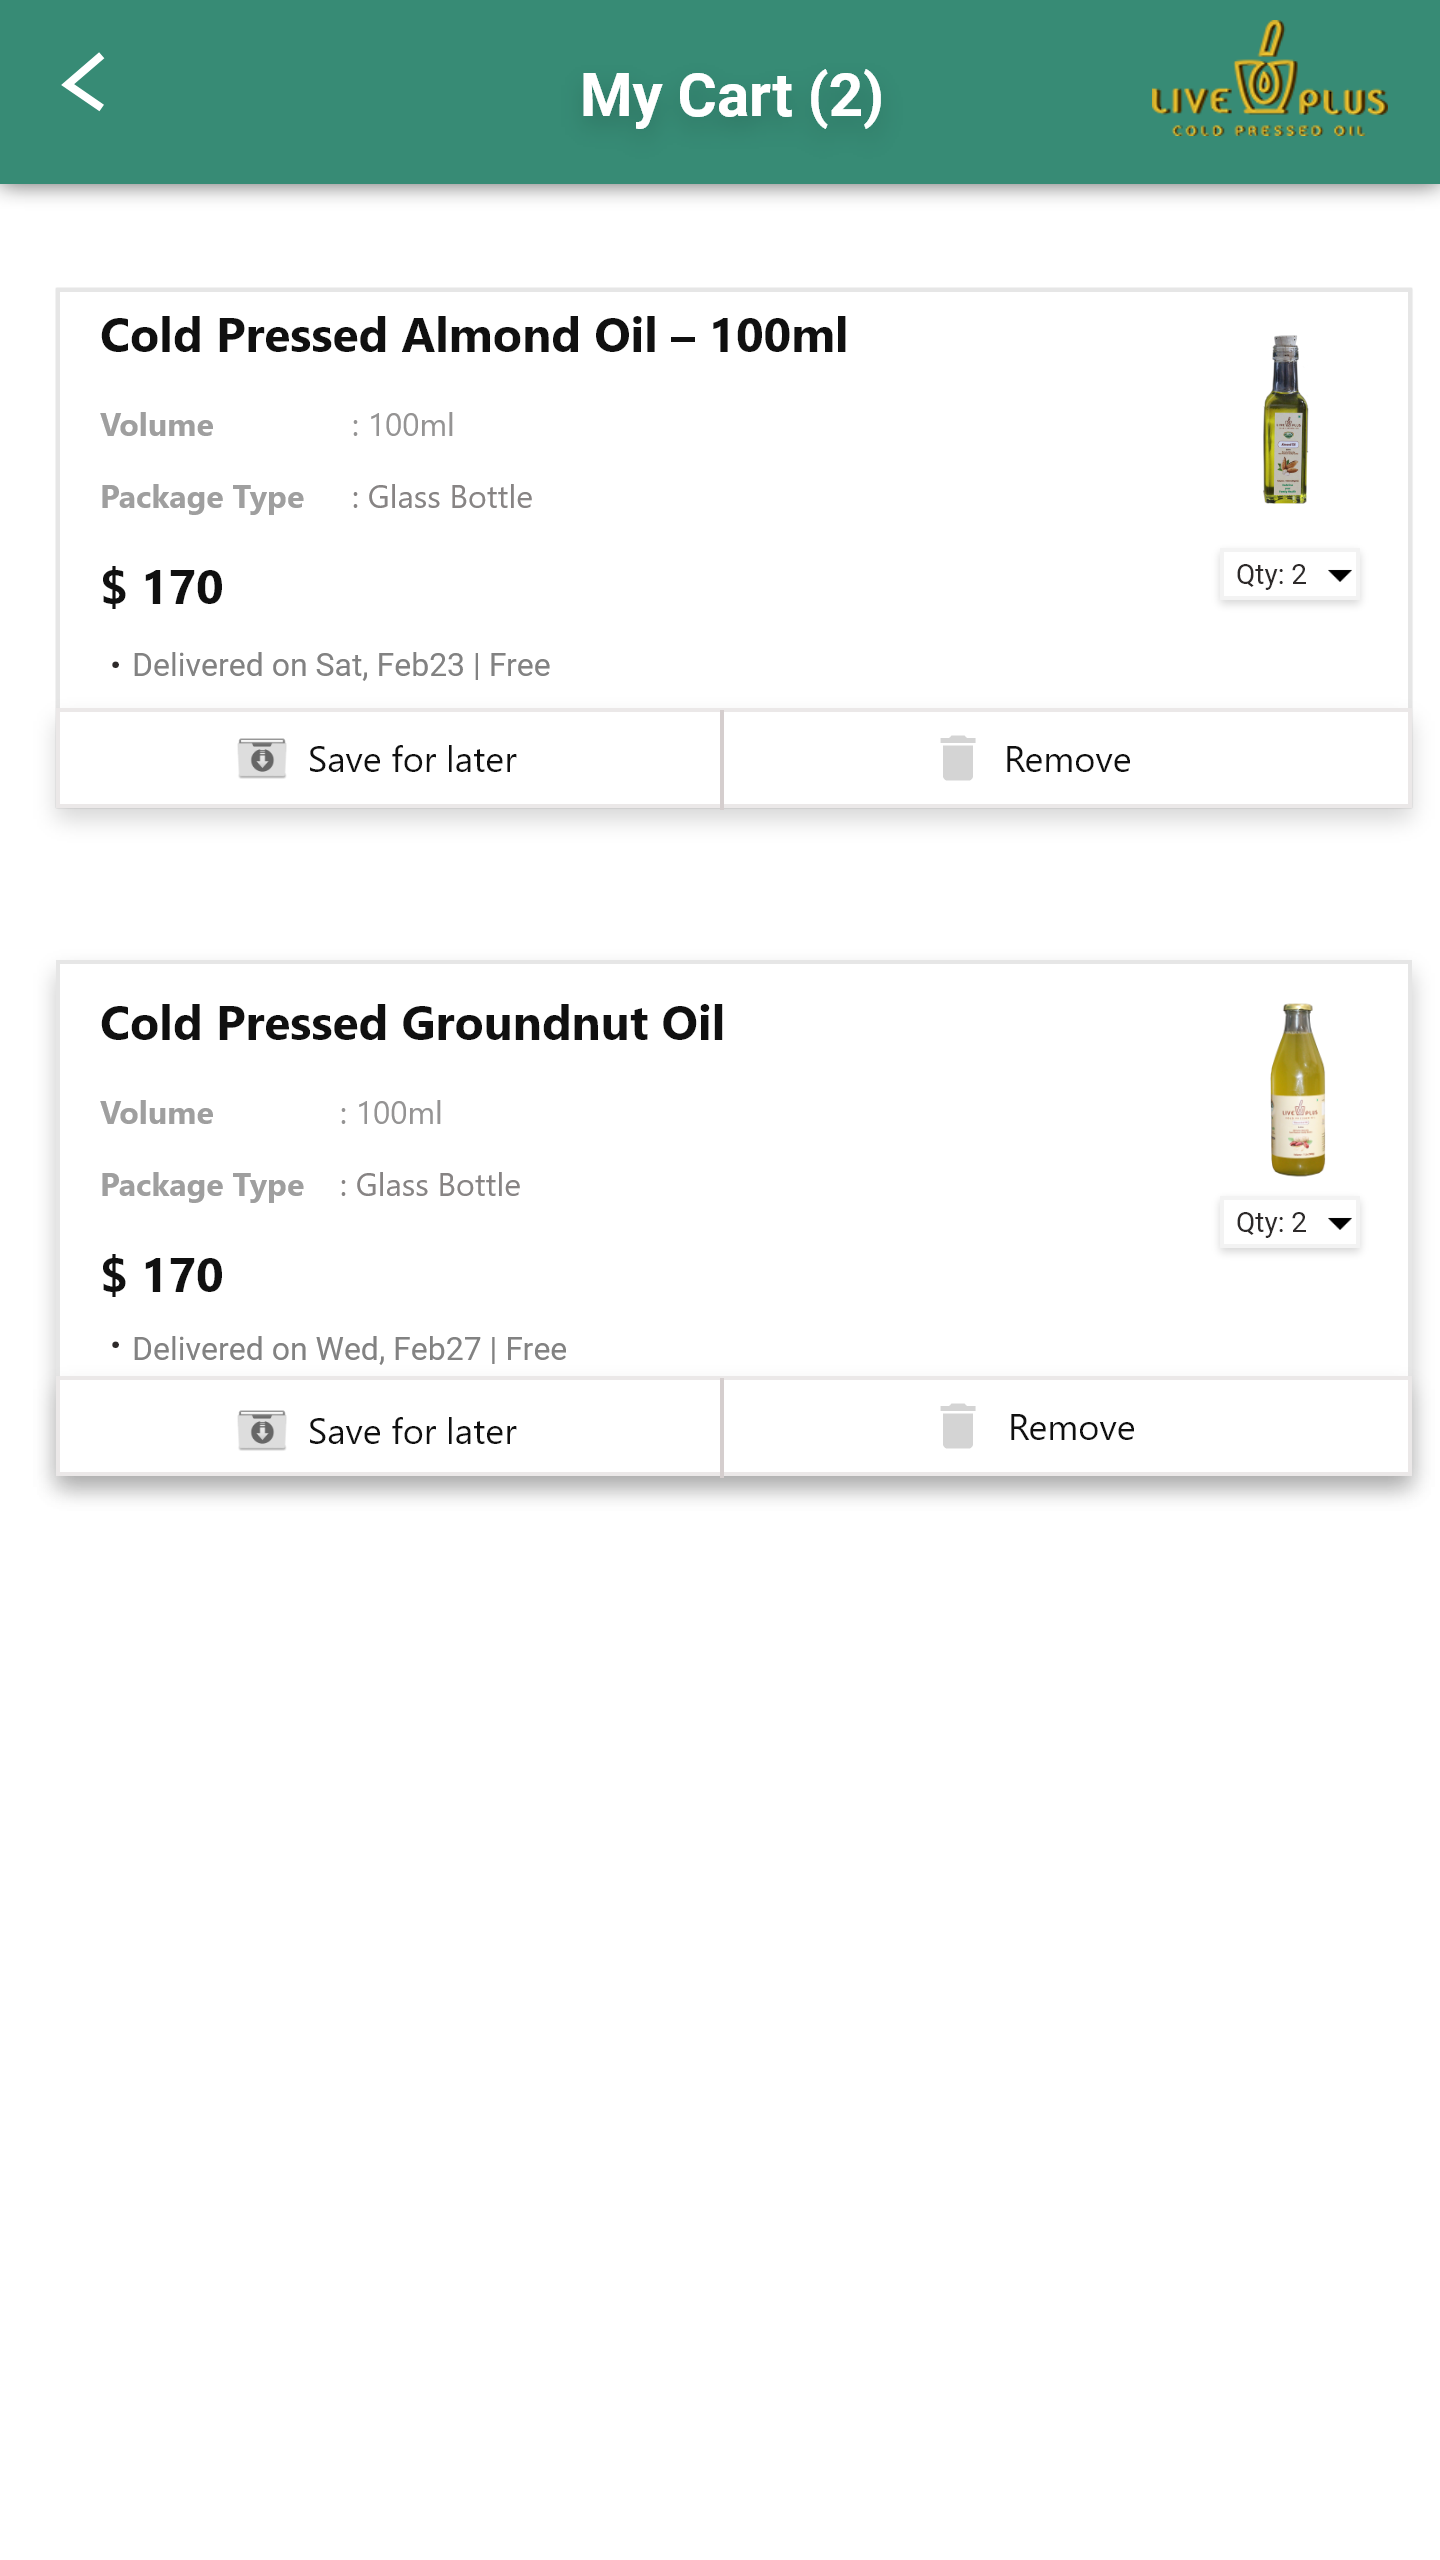 My Cart (2)
LIVE PLUS
COLD PRESSED OIL
Cold Pressed Almond Oil – 100ml
Volume : 100ml
Package Type : Glass Bottle
$ 170
Qty: 2
• Delivered on Sat, Feb23 | Free
Save for later
Remove
Cold Pressed Groundnut Oil
LIVE PLUS
Volume : 100ml
Package Type : Glass Bottle
$ 170
Qty: 2
• Delivered on Wed, Feb27 | Free
Save for later
Remove